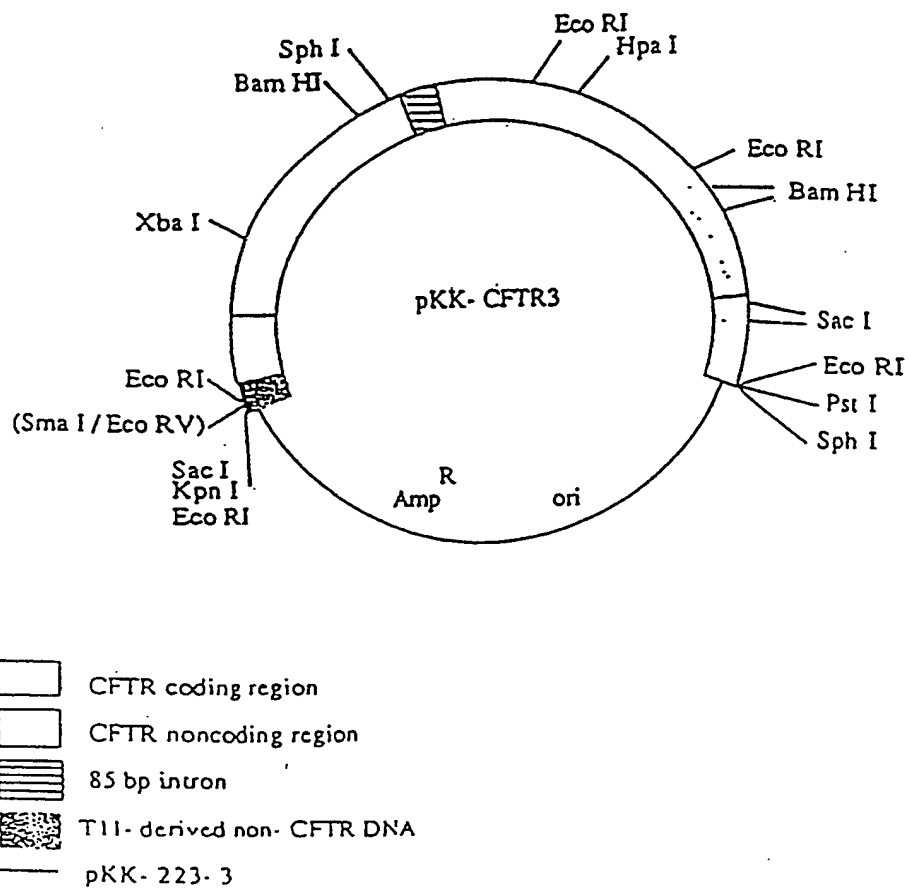 Eco RI
Hpa I
Sph I
Bam HI
Eco RI
Bam HI
Xba I
pKK- CFTR3
Sac I
Eco RI
Eco RI
Pst I
(Sma I / Eco RV)
Sph I
Sac I
Kpn I
Eco RI
Amp R
ori
CFTR coding region
CFTR noncoding region
85 bp intron
T11- derived non- CFTR DNA
pKK- 223- 3